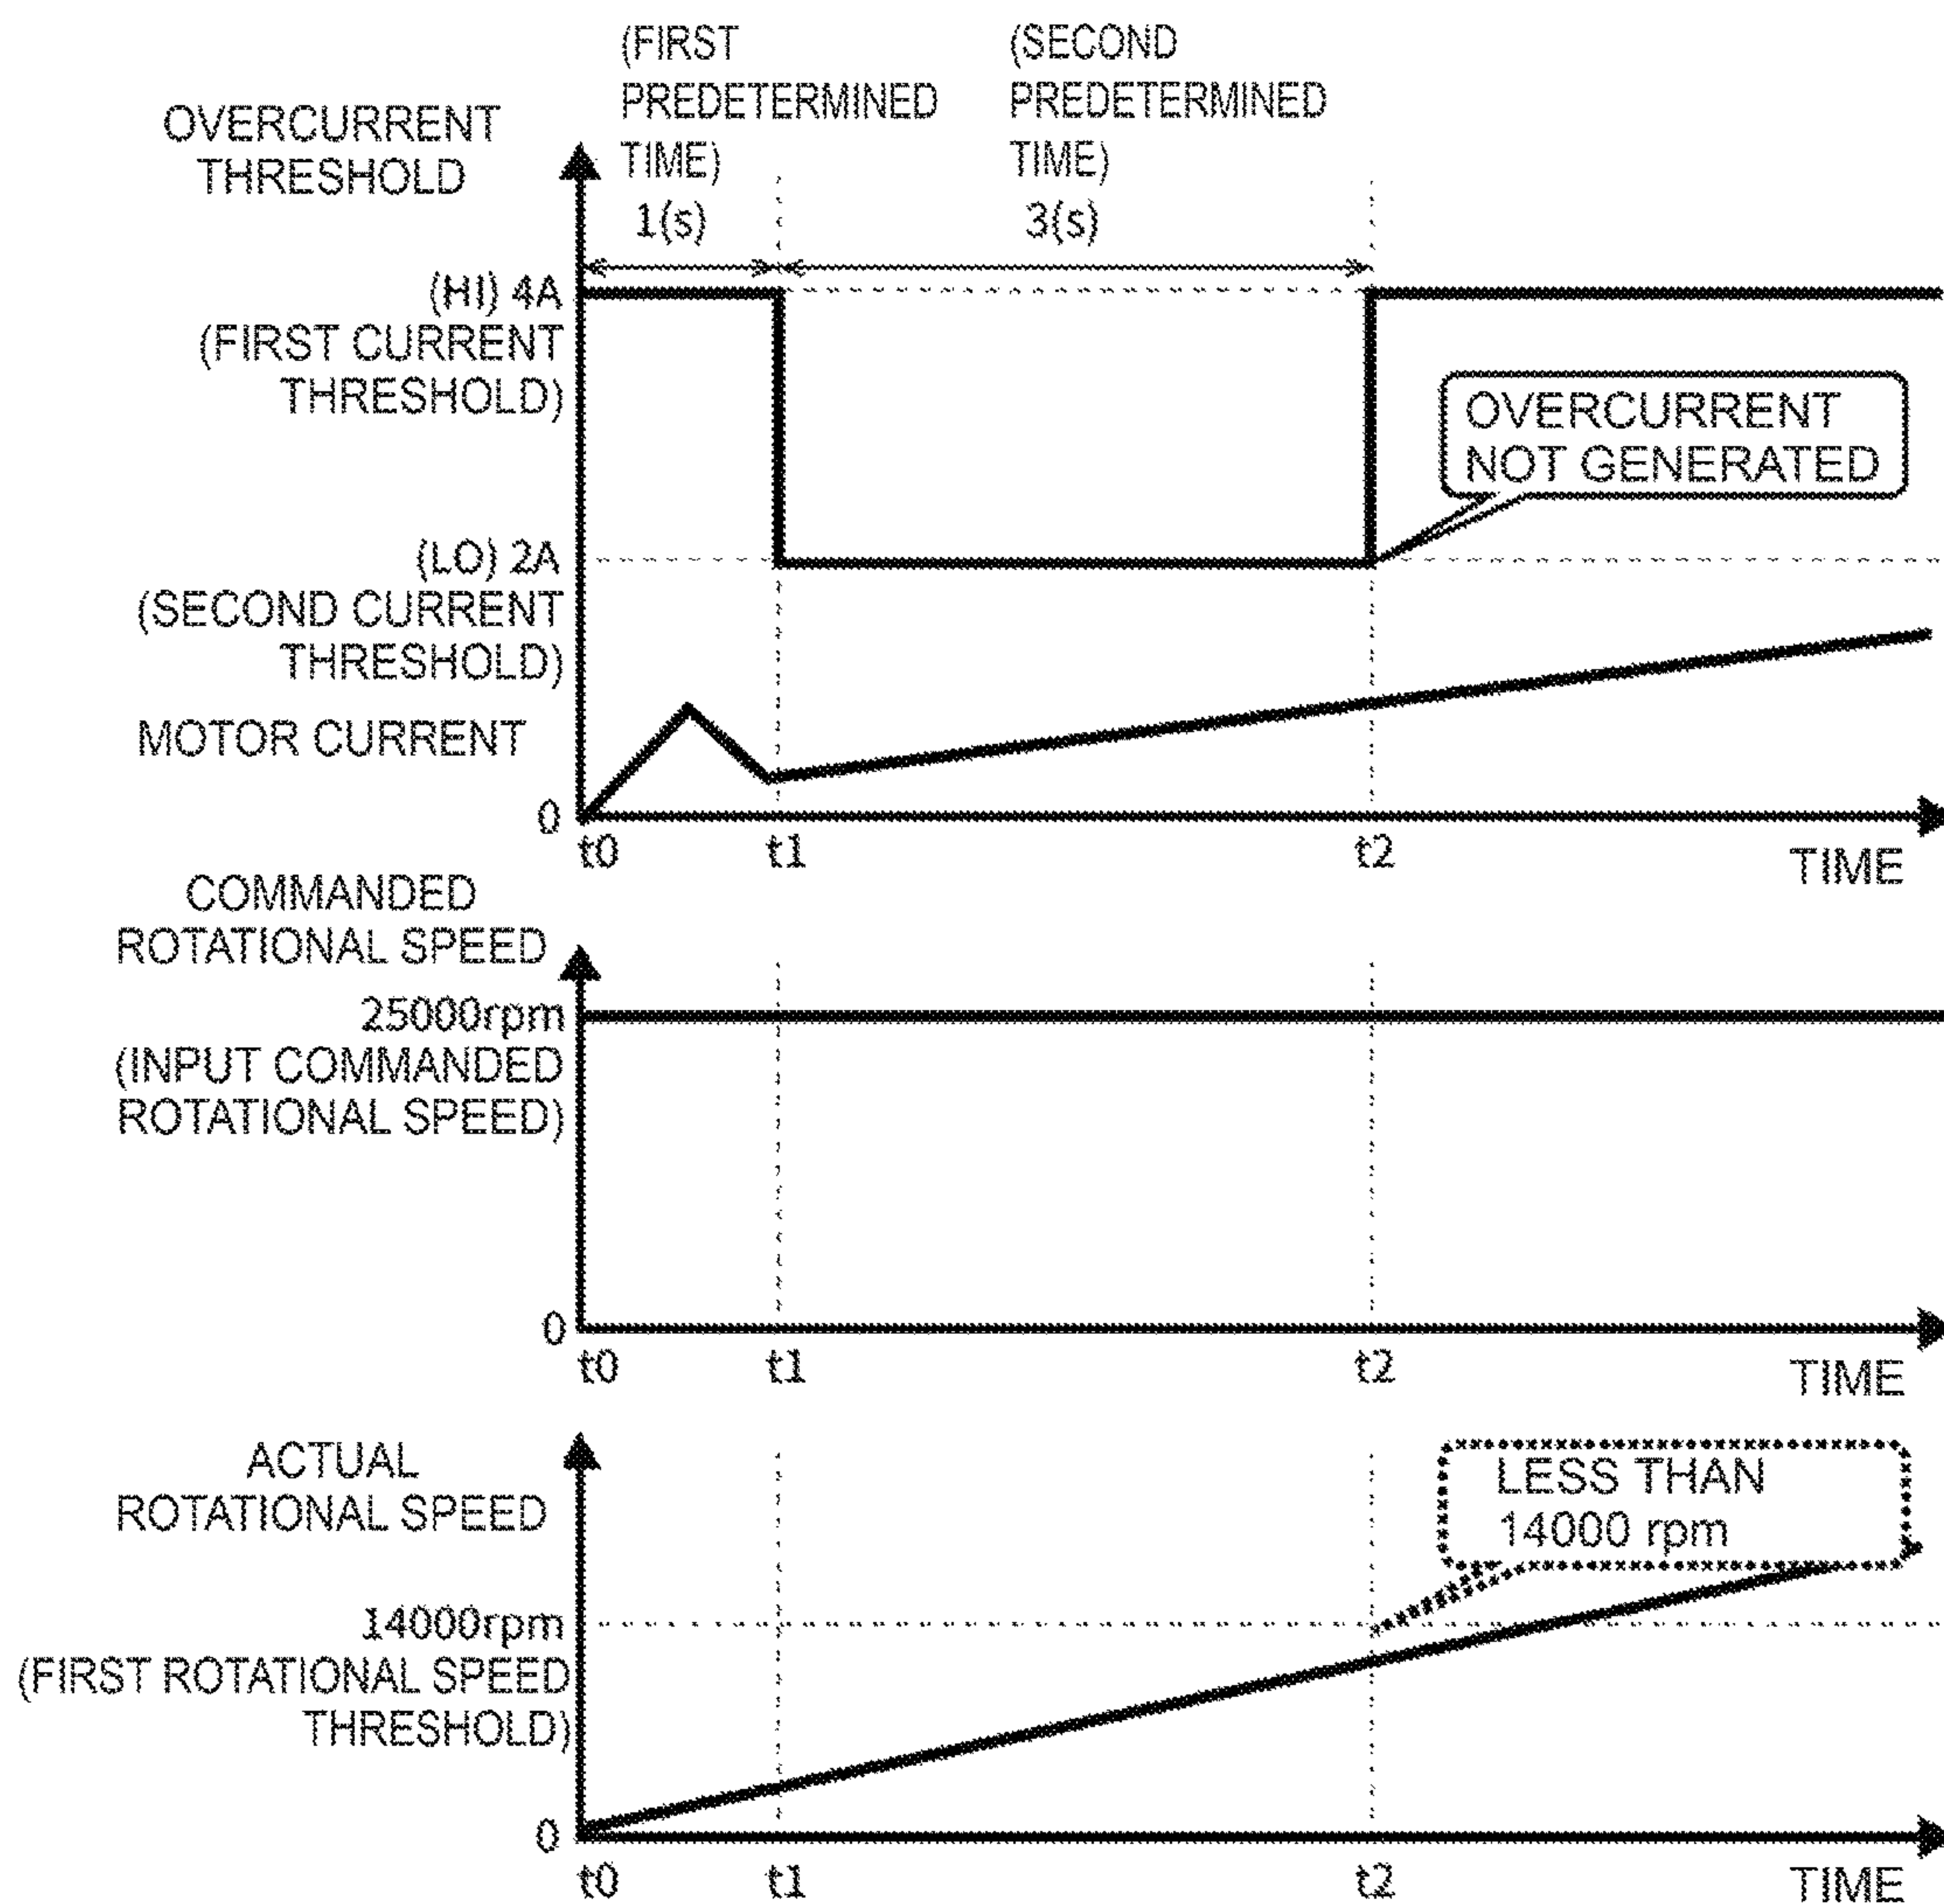 (FIRST
PREDETERMINED
TIME)
1(s)
(SECOND
PREDETERMINED
TIME)
3(s)
OVERCURRENT
THRESHOLD
(HI) 4A
(FIRST CURRENT
THRESHOLD)
OVERCURRENT
NOT GENERATED
(LO) 2A
(SECOND CURRENT
THRESHOLD)
MOTOR CURRENT
0
t0
t1
t2
TIME
COMMANDED
ROTATIONAL SPEED
25000rpm
(INPUT COMMANDED
ROTATIONAL SPEED)
0
t0
t1
t2
TIME
ACTUAL
ROTATIONAL SPEED
LESS THAN
14000 rpm
14000rpm
(FIRST ROTATIONAL SPEED
THRESHOLD)
0
t0
t1
t2
TIME